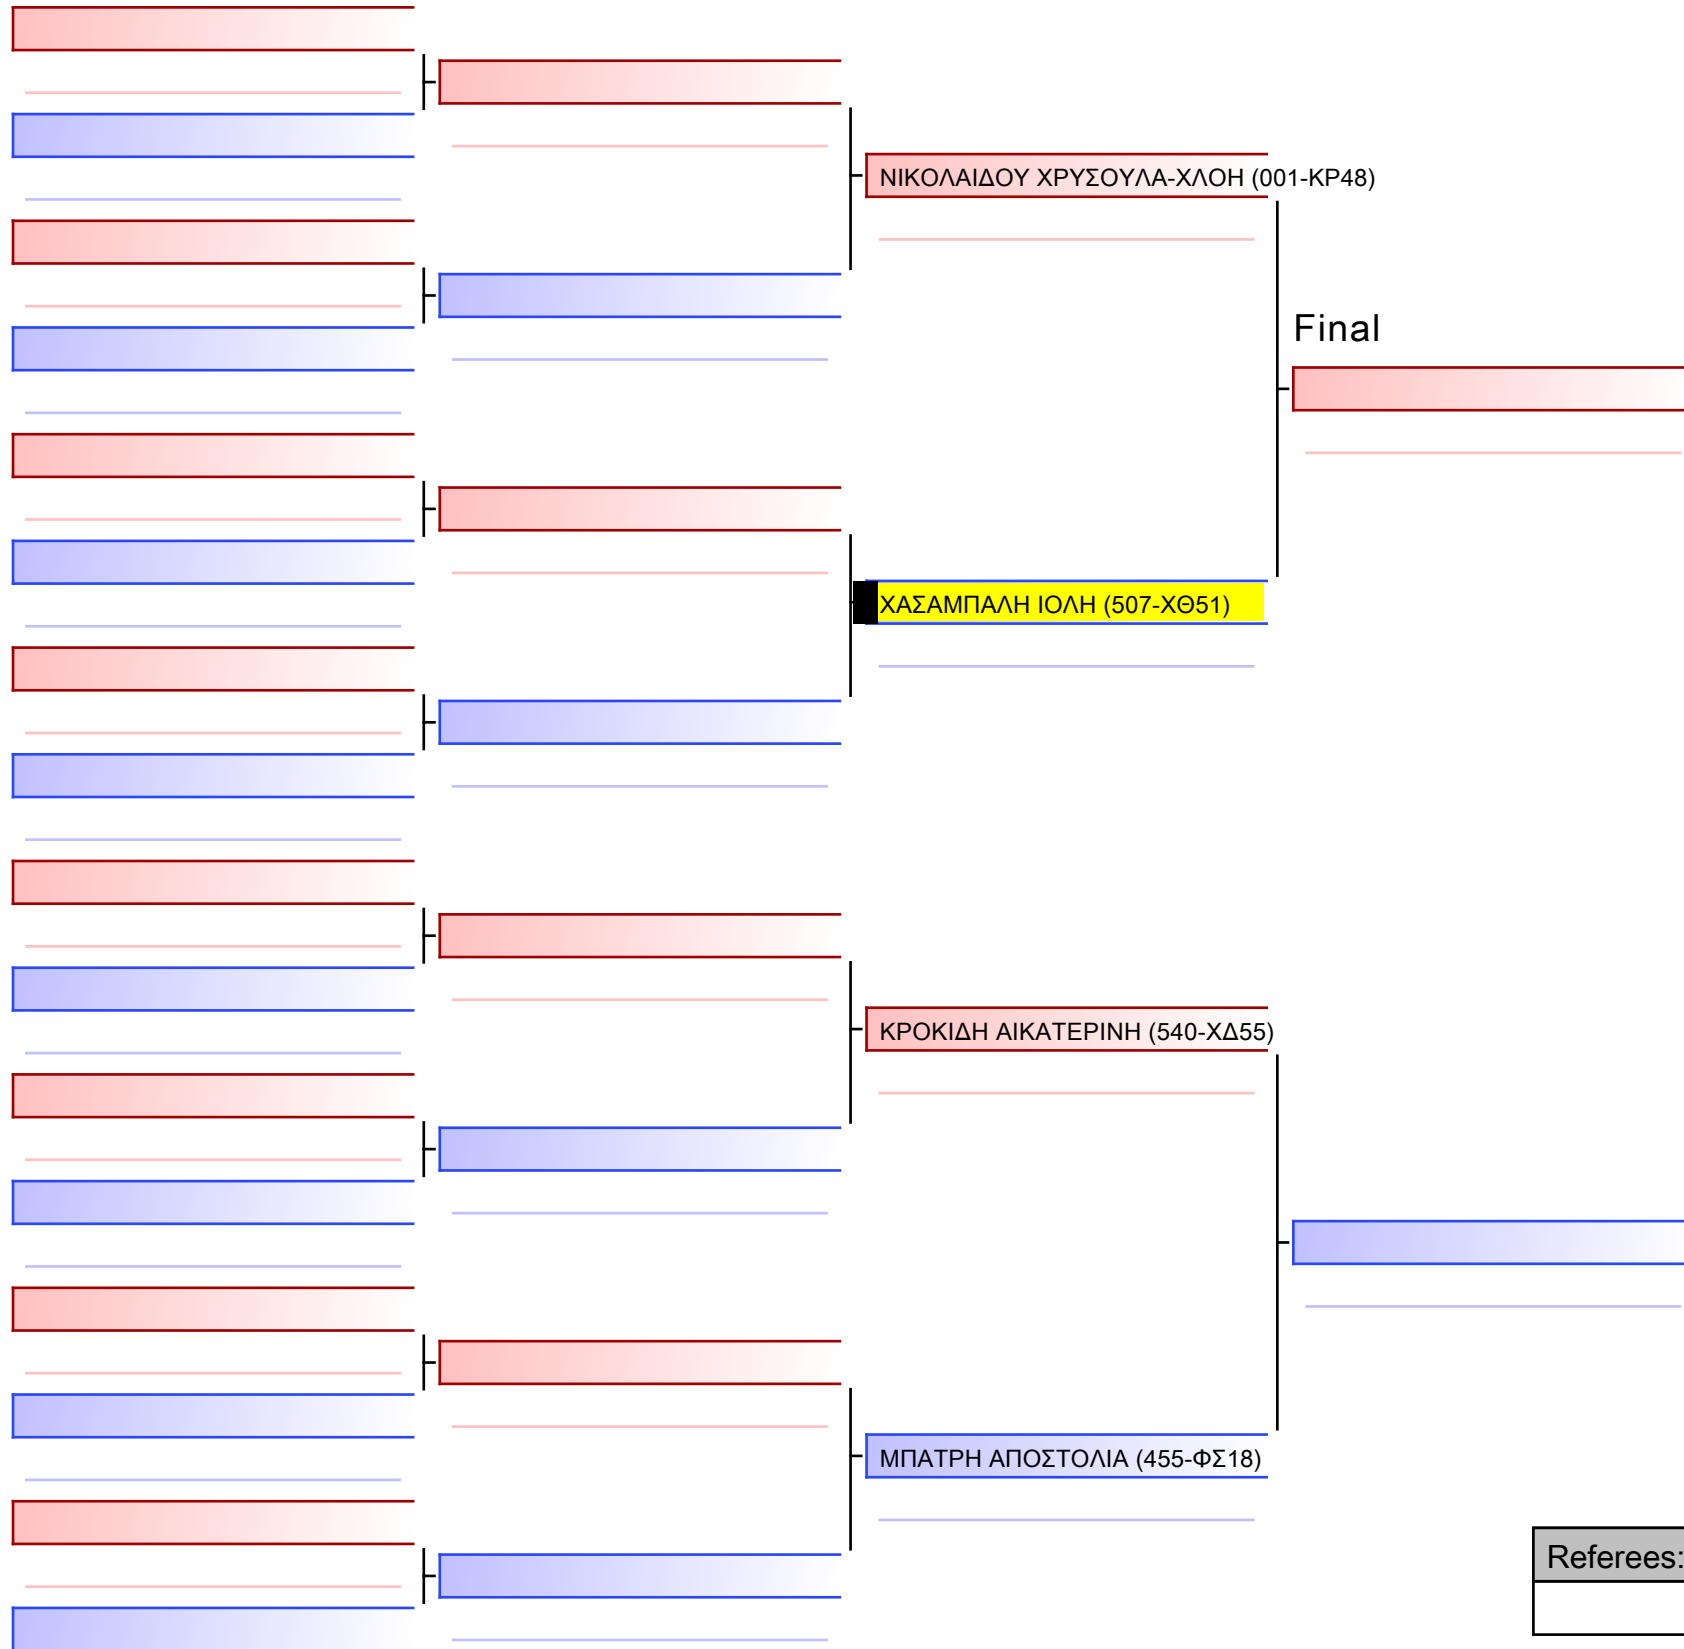 ΝΙΚΟΛΑΙΔΟΥ ΧΡΥΣΟΥΛΑ-ΧΛΟΗ (001-ΚΡ48)
Final
ΧΑΣΑΜΠΑΛΗ ΙΟΛΗ (507-ΧΘ51)
ΚΡΟΚΙΔΗ ΑΙΚΑΤΕΡΙΝΗ (540-ΧΔ55)
ΜΠΑΤΡΗ ΑΠΟΣΤΟΛΙΑ (455-ΦΣ18)
Referees: